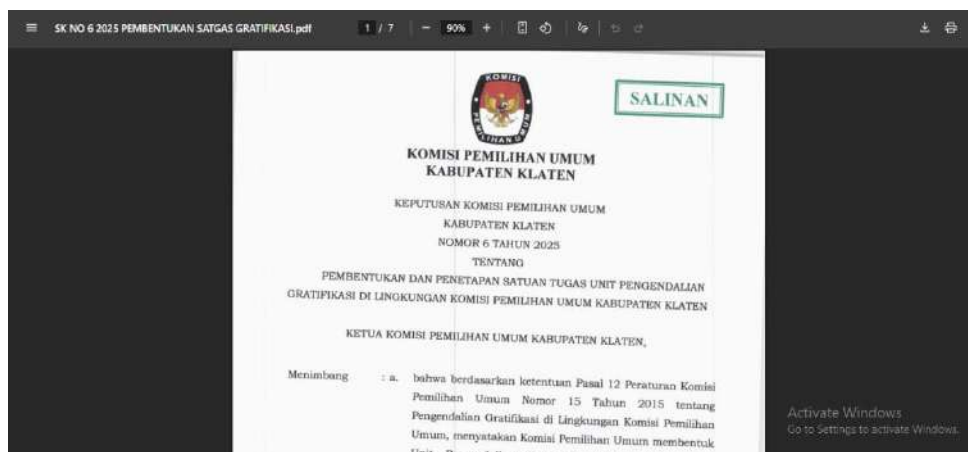 SK NO 6 2025 PEMBENTUKAN SATGAS GRATIFIKASI.pdf
1 / 7
90%
KOMISI
PEMILIHAN UMUM
SALINAN
KOMISI PEMILIHAN UMUM
KABUPATEN KLATEN
KEPUTUSAN KOMISI PEMILIHAN UMUM
KABUPATEN KLATEN
NOMOR 6 TAHUN 2025
TENTANG
PEMBENTUKAN DAN PENETAPAN SATUAN TUGAS UNIT PENGENDALIAN
GRATIFIKASI DI LINGKUNGAN KOMISI PEMILIHAN UMUM KABUPATEN KLATEN
KETUA KOMISI PEMILIHAN UMUM KABUPATEN KLATEN,
Menimbang : a. bahwa berdasarkan ketentuan Pasal 12 Peraturan Komisi
Pemilihan Umum Nomor 15 Tahun 2015 tentang
Pengendalian Gratifikasi di Lingkungan Komisi Pemilihan
Umum, menyatakan Komisi Pemilihan Umum membentuk
Activate Windows
Go to Settings to activate Windows.